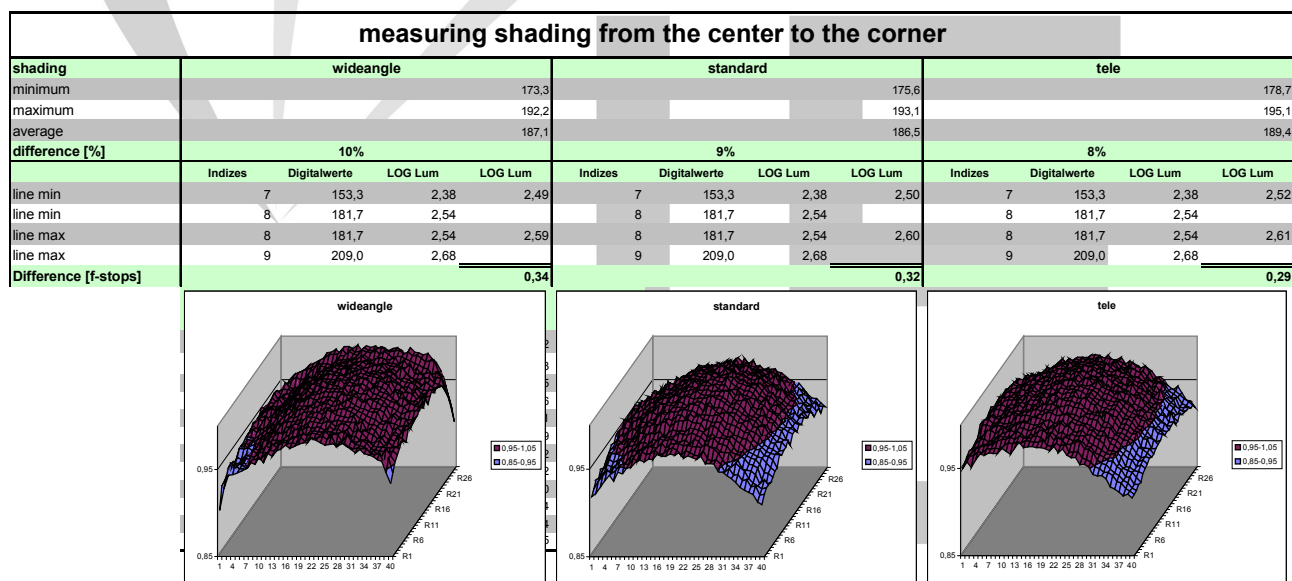 measuring shading from the center to the corner
shading wideangle standard tele
minimum 173,3 175,6 178,7
maximum 192,2 193,1 195,1
average 187,1 186,5 189,4
difference [%] 10% 9% 8%
Indizes Digitalwerte LOG Lum LOG Lum Indizes Digitalwerte LOG Lum LOG Lum Indizes Digitalwerte LOG Lum LOG Lum
line min 7 153,3 2,38 2,49 7 153,3 2,38 2,50 7 153,3 2,38 2,52
line min 8 181,7 2,54 8 181,7 2,54 8 181,7 2,54
line max 8 181,7 2,54 2,59 8 181,7 2,54 2,60 8 181,7 2,54 2,61
line max 9 209,0 2,68 9 209,0 2,68 9 209,0 2,68
Difference [f-stops] 0,34 0,32 0,29
wideangle
0,95
0,85
1 4 7 10 13 16 19 22 25 28 31 34 37 40
R1
R6
R11
R16
R21
R26
0,95-1,05
0,85-0,95
standard
0,95
0,85
1 4 7 10 13 16 19 22 25 28 31 34 37 40
R1
R6
R11
R16
R21
R26
0,95-1,05
0,85-0,95
tele
0,95
0,85
1 4 7 10 13 16 19 22 25 28 31 34 37 40
R1
R6
R11
R16
R21
R26
0,95-1,05
0,85-0,95